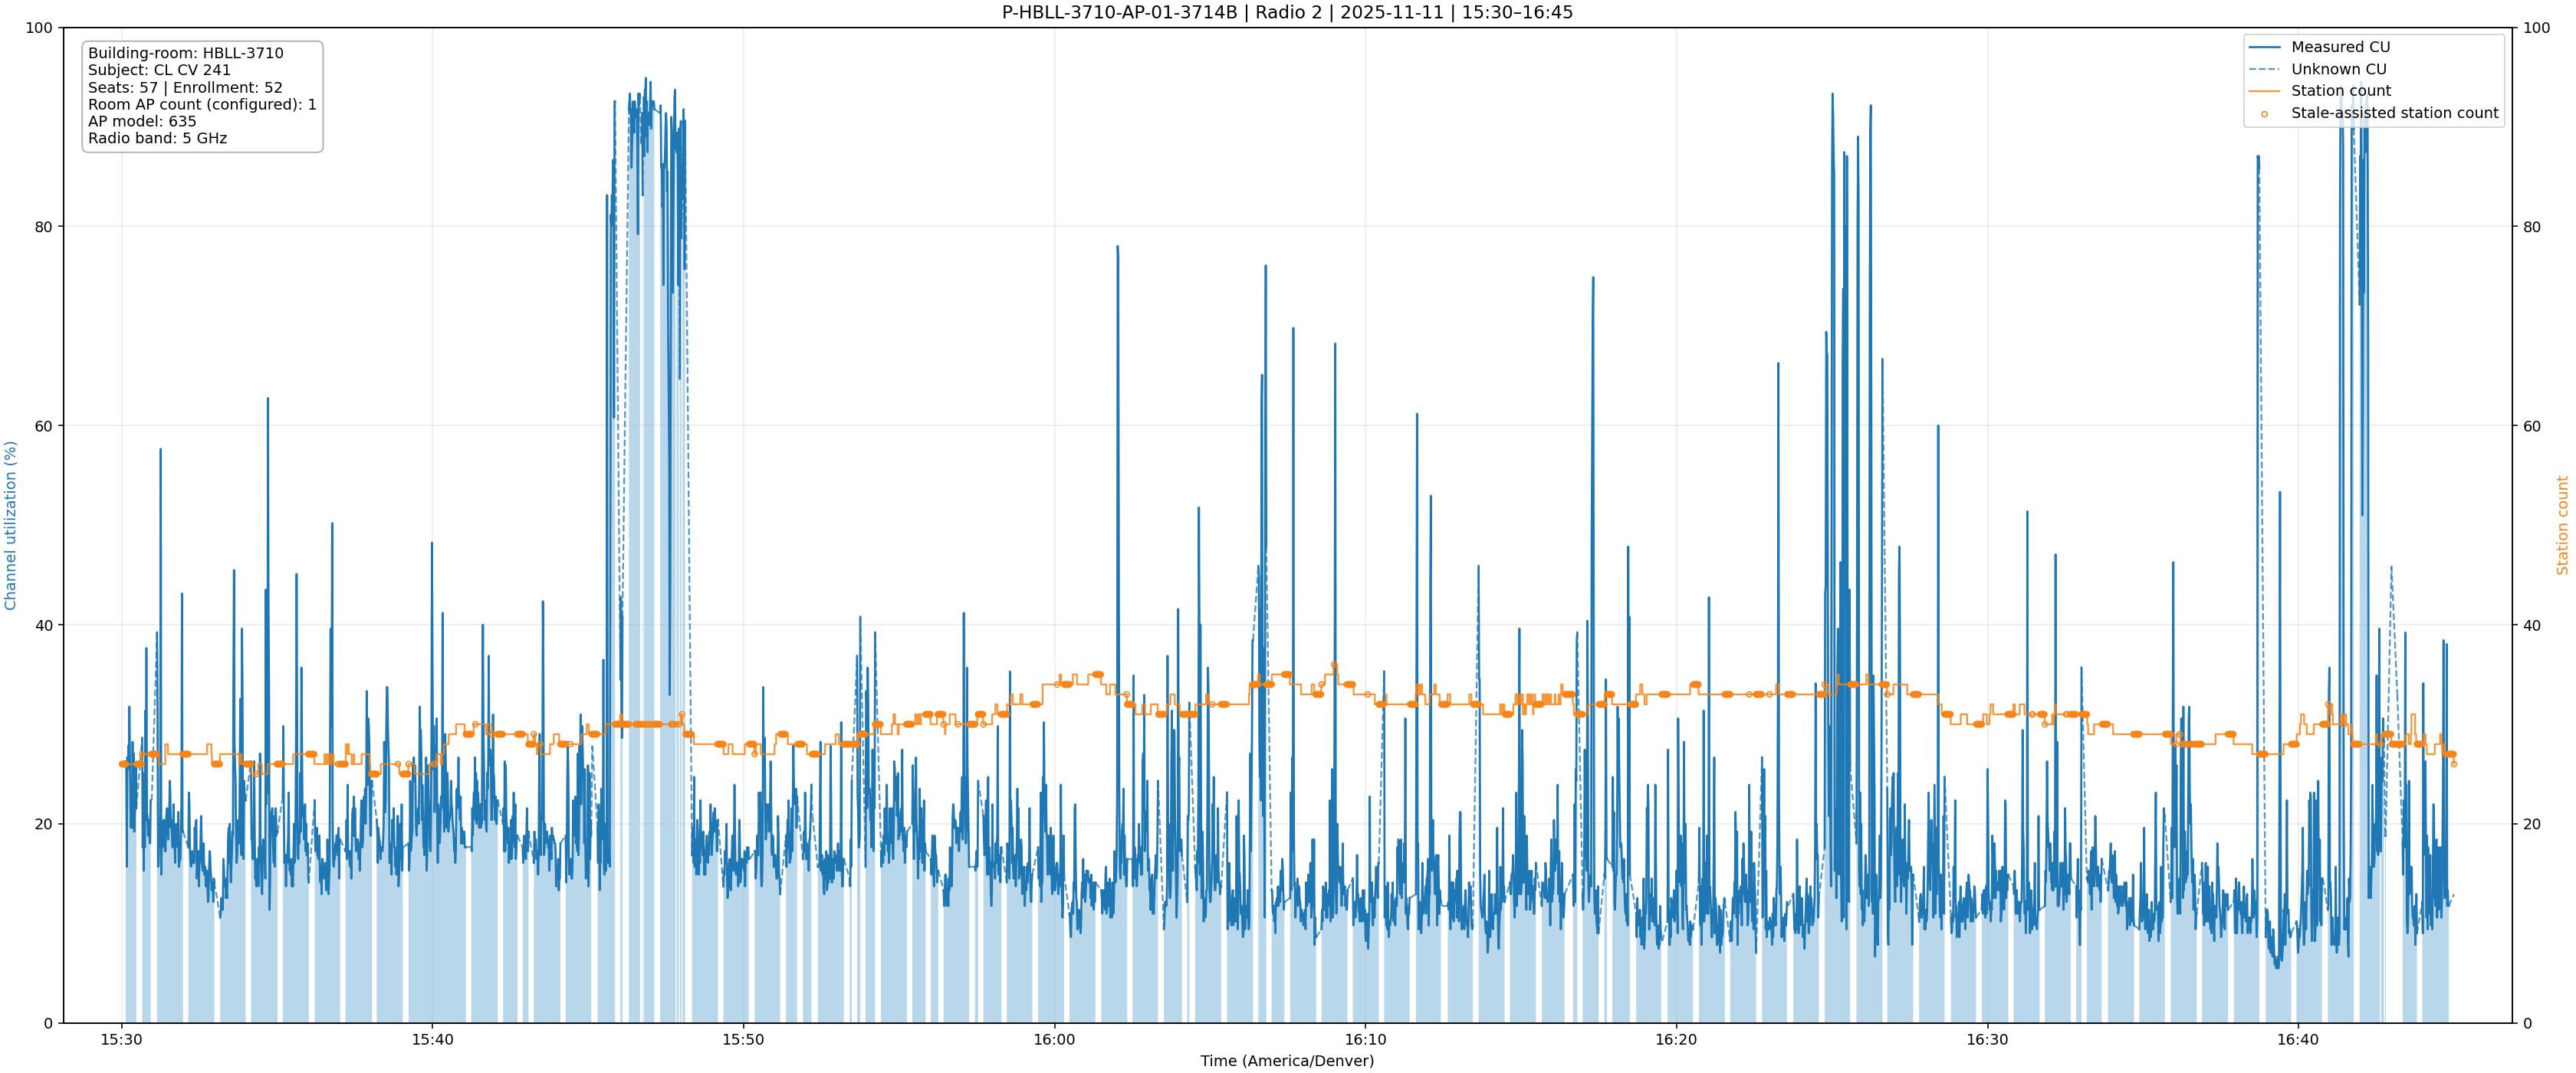 P-HBLL-3710-AP-01-3714B | Radio 2 | 2025-11-11 | 15:30–16:45
Building-room: HBLL-3710
Subject: CL CV 241
Seats: 57 | Enrollment: 52
Room AP count (configured): 1
AP model: 635
Radio band: 5 GHz
Measured CU
Unknown CU
Station count
Stale-assisted station count
Channel utilization (%)
100
80
60
40
20
0
100
80
60
40
20
0
Station count
15:30 15:40 15:50 16:00 16:10 16:20 16:30 16:40
Time (America/Denver)